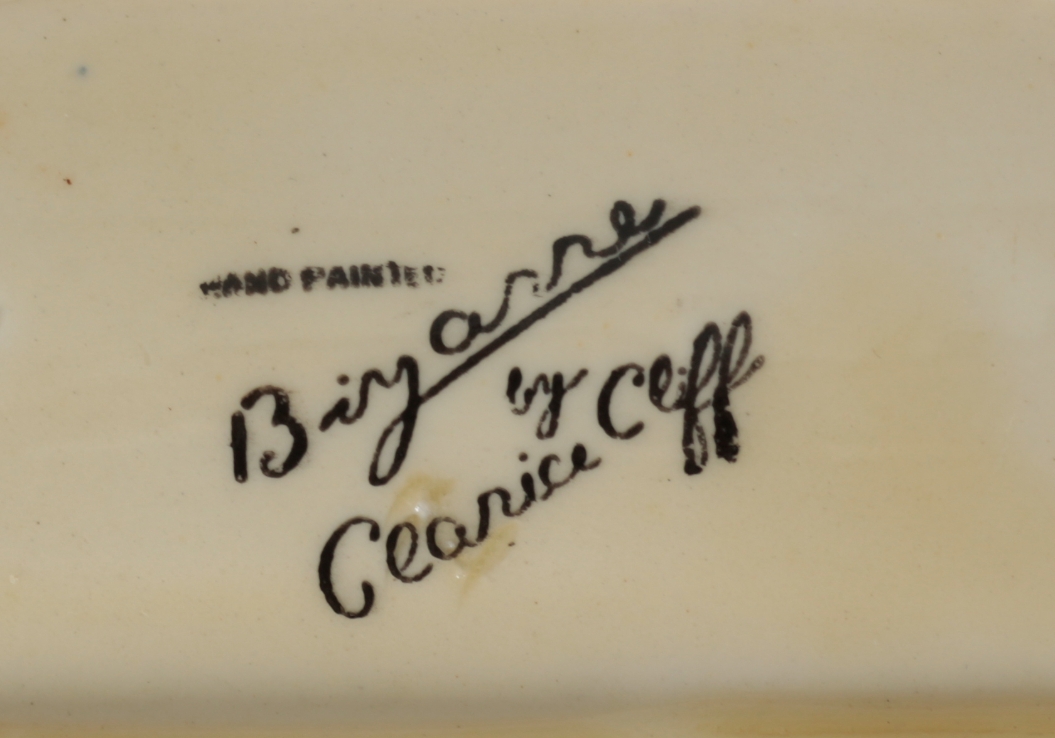 HAND PAINTED
Bizarre
by
Clarice Cliff